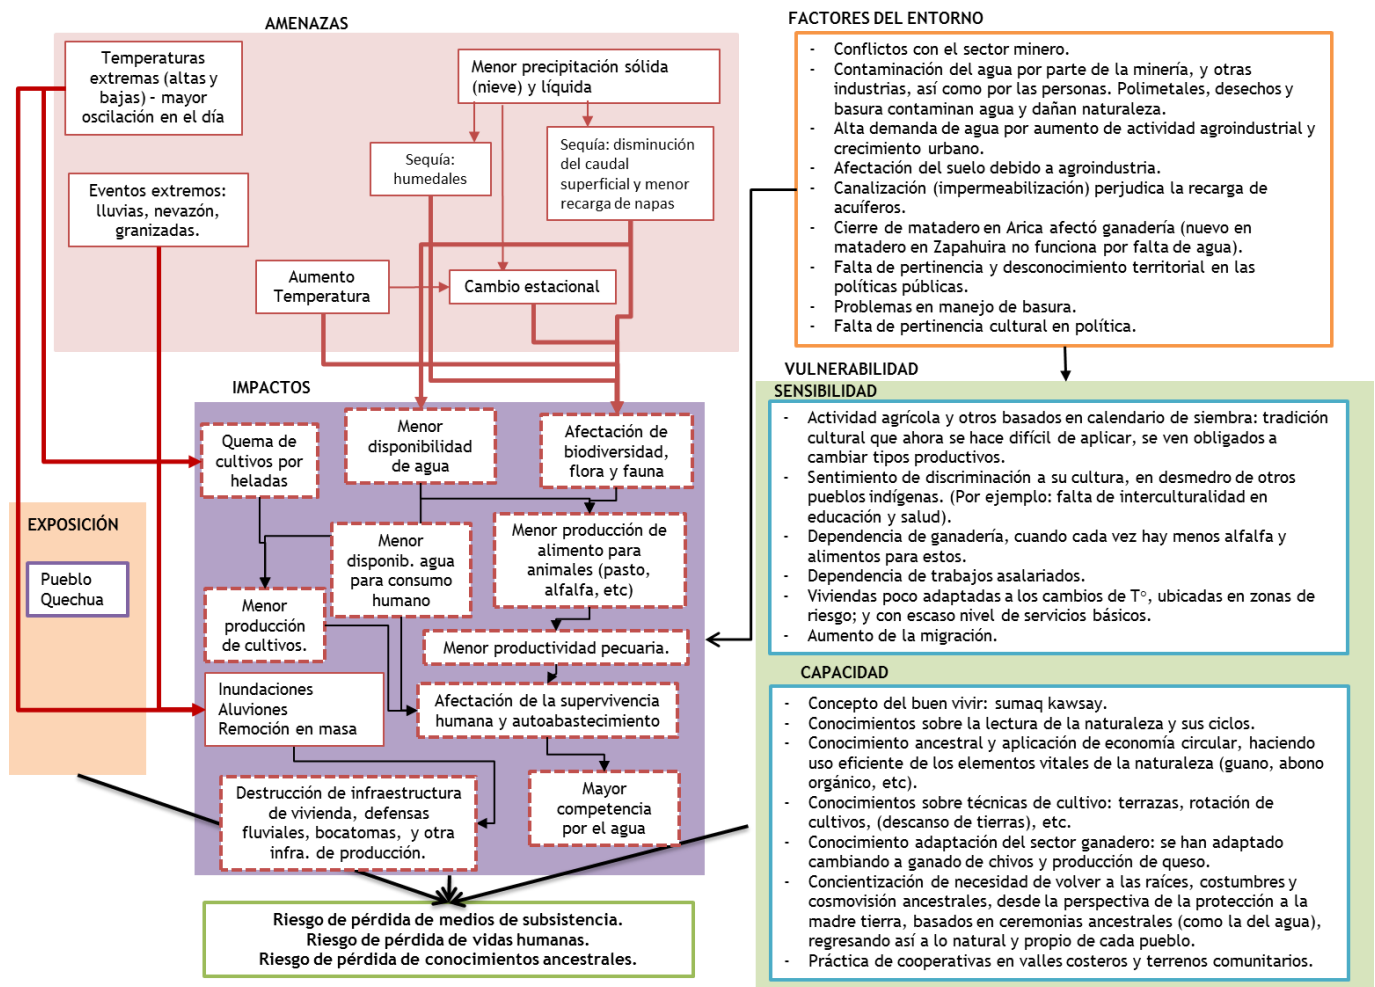 AMENAZAS
Temperaturas
extremas (altas y
bajas) – mayor
oscilación en el día
Menor precipitación sólida
(nieve) y líquida
Sequía:
humedales
Sequía: disminución
del caudal
superficial y menor
recarga de napas
Eventos extremos:
lluvias, nevazón,
granizadas.
Aumento
Temperatura
Cambio estacional
FACTORES DEL ENTORNO
- Conflictos con el sector minero.
- Contaminación del agua por parte de la minería, y otras
industrias, así como por las personas. Polimetales, desechos y
basura contaminan agua y dañan naturaleza.
- Alta demanda de agua por aumento de actividad agroindustrial y
crecimiento urbano.
- Afectación del suelo debido a agroindustria.
- Canalización (impermeabilización) perjudica la recarga de
acuíferos.
- Cierre de matadero en Arica afectó ganadería (nuevo en
matadero en Zapahuira no funciona por falta de agua).
- Falta de pertinencia y desconocimiento territorial en las
políticas públicas.
- Problemas en manejo de basura.
- Falta de pertinencia cultural en política.
IMPACTOS
Quema de
cultivos por
heladas
Menor
disponibilidad
de agua
Afectación de
biodiversidad,
flora y fauna
Menor
disponib. agua
para consumo
humano
Menor producción de
alimento para
animales (pasto,
alfalfa, etc)
Menor
producción
de cultivos.
Menor productividad pecuaria.
Inundaciones
Aluviones
Remoción en masa
Afectación de la supervivencia
humana y autoabastecimiento
Destrucción de infraestructura
de vivienda, defensas
fluviales, bocatomas, y otra
infra. de producción.
Mayor
competencia
por el agua
EXPOSICIÓN
Pueblo
Quechua
VULNERABILIDAD
SENSIBILIDAD
- Actividad agrícola y otros basados en calendario de siembra: tradición
cultural que ahora se hace difícil de aplicar, se ven obligados a
cambiar tipos productivos.
- Sentimiento de discriminación a su cultura, en desmedro de otros
pueblos indígenas. (Por ejemplo: falta de interculturalidad en
educación y salud).
- Dependencia de ganadería, cuando cada vez hay menos alfalfa y
alimentos para estos.
- Dependencia de trabajos asalariados.
- Viviendas poco adaptadas a los cambios de T°, ubicadas en zonas de
riesgo; y con escaso nivel de servicios básicos.
- Aumento de la migración.
CAPACIDAD
- Concepto del buen vivir: sumaq kawsay.
- Conocimientos sobre la lectura de la naturaleza y sus ciclos.
- Conocimiento ancestral y aplicación de economía circular, haciendo
uso eficiente de los elementos vitales de la naturaleza (guano, abono
orgánico, etc).
- Conocimientos sobre técnicas de cultivo: terrazas, rotación de
cultivos, (descanso de tierras), etc.
- Conocimiento adaptación del sector ganadero: se han adaptado
cambiando a ganado de chivos y producción de queso.
- Concientización de necesidad de volver a las raíces, costumbres y
cosmovisión ancestrales, desde la perspectiva de la protección a la
madre tierra, basados en ceremonias ancestrales (como la del agua),
regresando así a lo natural y propio de cada pueblo.
- Práctica de cooperativas en valles costeros y terrenos comunitarios.
Riesgo de pérdida de medios de subsistencia.
Riesgo de pérdida de vidas humanas.
Riesgo de pérdida de conocimientos ancestrales.